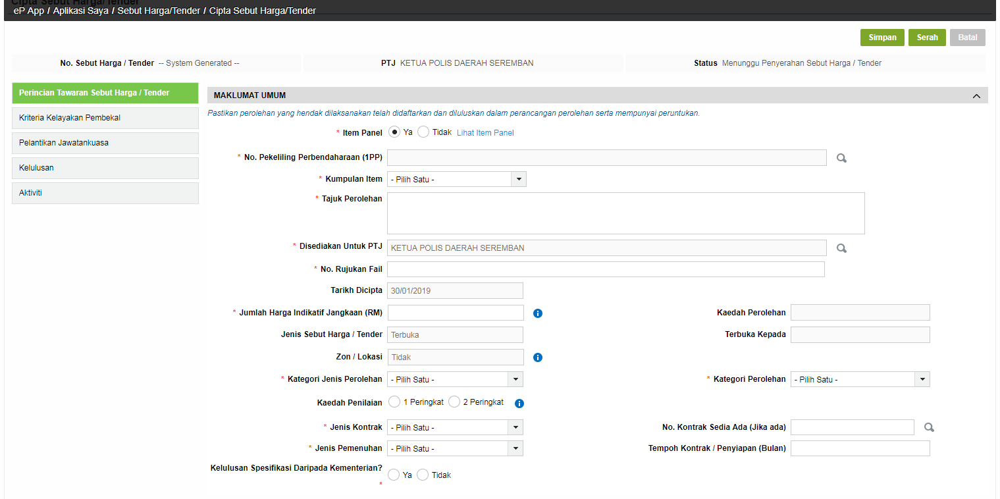 Cipta Sebut Harga/Tender
eP App / Aplikasi Saya / Sebut Harga/Tender / Cipta Sebut Harga/Tender
Simpan Serah Batal
No. Sebut Harga / Tender -- System Generated -- PTJ KETUA POLIS DAERAH SEREMBAN Status Menunggu Penyerahan Sebut Harga / Tender
Perincian Tawaran Sebut Harga / Tender
Kriteria Kelayakan Pembekal
Pelantikan Jawatankuasa
Kelulusan
Aktiviti
MAKLUMAT UMUM
Pastikan perolehan yang hendak dilaksanakan telah didaftarkan dan diluluskan dalam perancangan perolehan serta mempunyai peruntukan.
* Item Panel Ya Tidak Lihat Item Panel
* No. Pekeliling Perbendaharaan (1PP)
* Kumpulan Item - Pilih Satu -
* Tajuk Perolehan
* Disediakan Untuk PTJ KETUA POLIS DAERAH SEREMBAN
* No. Rujukan Fail
Tarikh Dicipta 30/01/2019
* Jumlah Harga Indikatif Jangkaan (RM) Kaedah Perolehan
Jenis Sebut Harga / Tender Terbuka Terbuka Kepada
Zon / Lokasi Tidak
* Kategori Jenis Perolehan - Pilih Satu - * Kategori Perolehan - Pilih Satu -
Kaedah Penilaian 1 Peringkat 2 Peringkat
* Jenis Kontrak - Pilih Satu - No. Kontrak Sedia Ada (Jika ada)
* Jenis Pemenuhan - Pilih Satu - Tempoh Kontrak / Penyiapan (Bulan)
Kelulusan Spesifikasi Daripada Kementerian? Ya Tidak
*